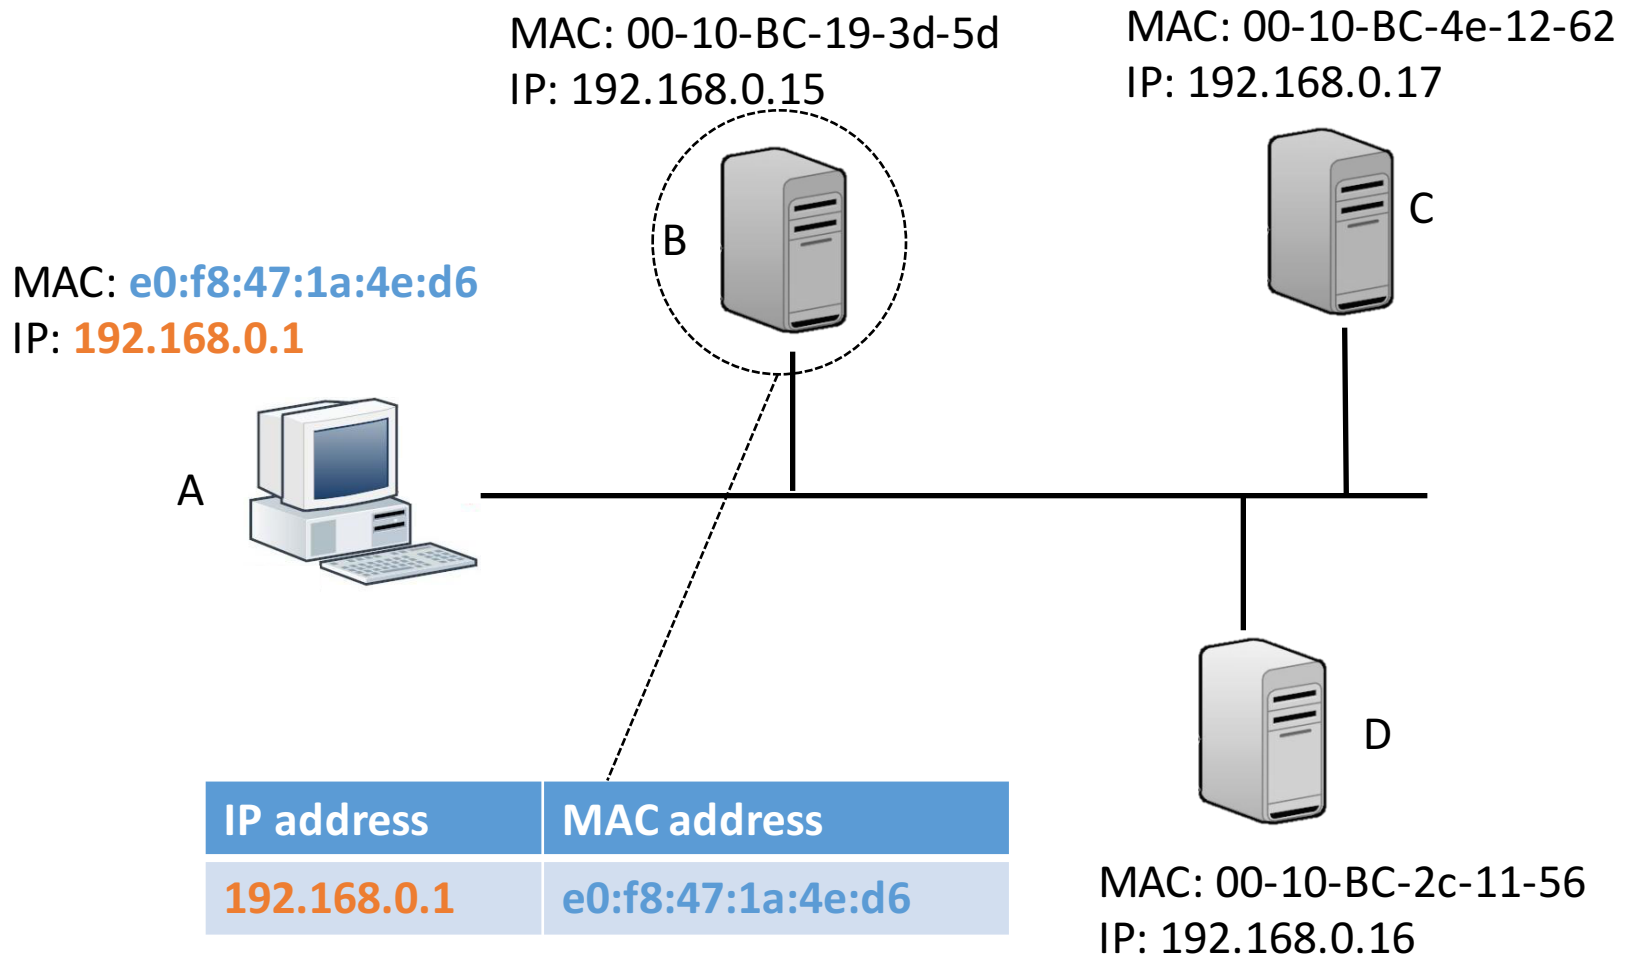 MAC: 00-10-BC-19-3d-5d
IP: 192.168.0.15
MAC: 00-10-BC-4e-12-62
IP: 192.168.0.17
B
C
MAC: e0:f8:47:1a:4e:d6
IP: 192.168.0.1
A
D
IP address MAC address
192.168.0.1 e0:f8:47:1a:4e:d6
MAC: 00-10-BC-2c-11-56
IP: 192.168.0.16